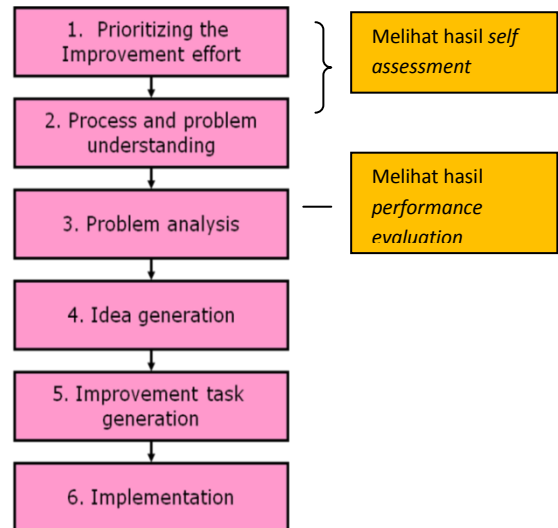 1. Prioritizing the
Improvement effort
Melihat hasil self
assessment
2. Process and problem
understanding
Melihat hasil
performance
evaluation
3. Problem analysis
4. Idea generation
5. Improvement task
generation
6. Implementation